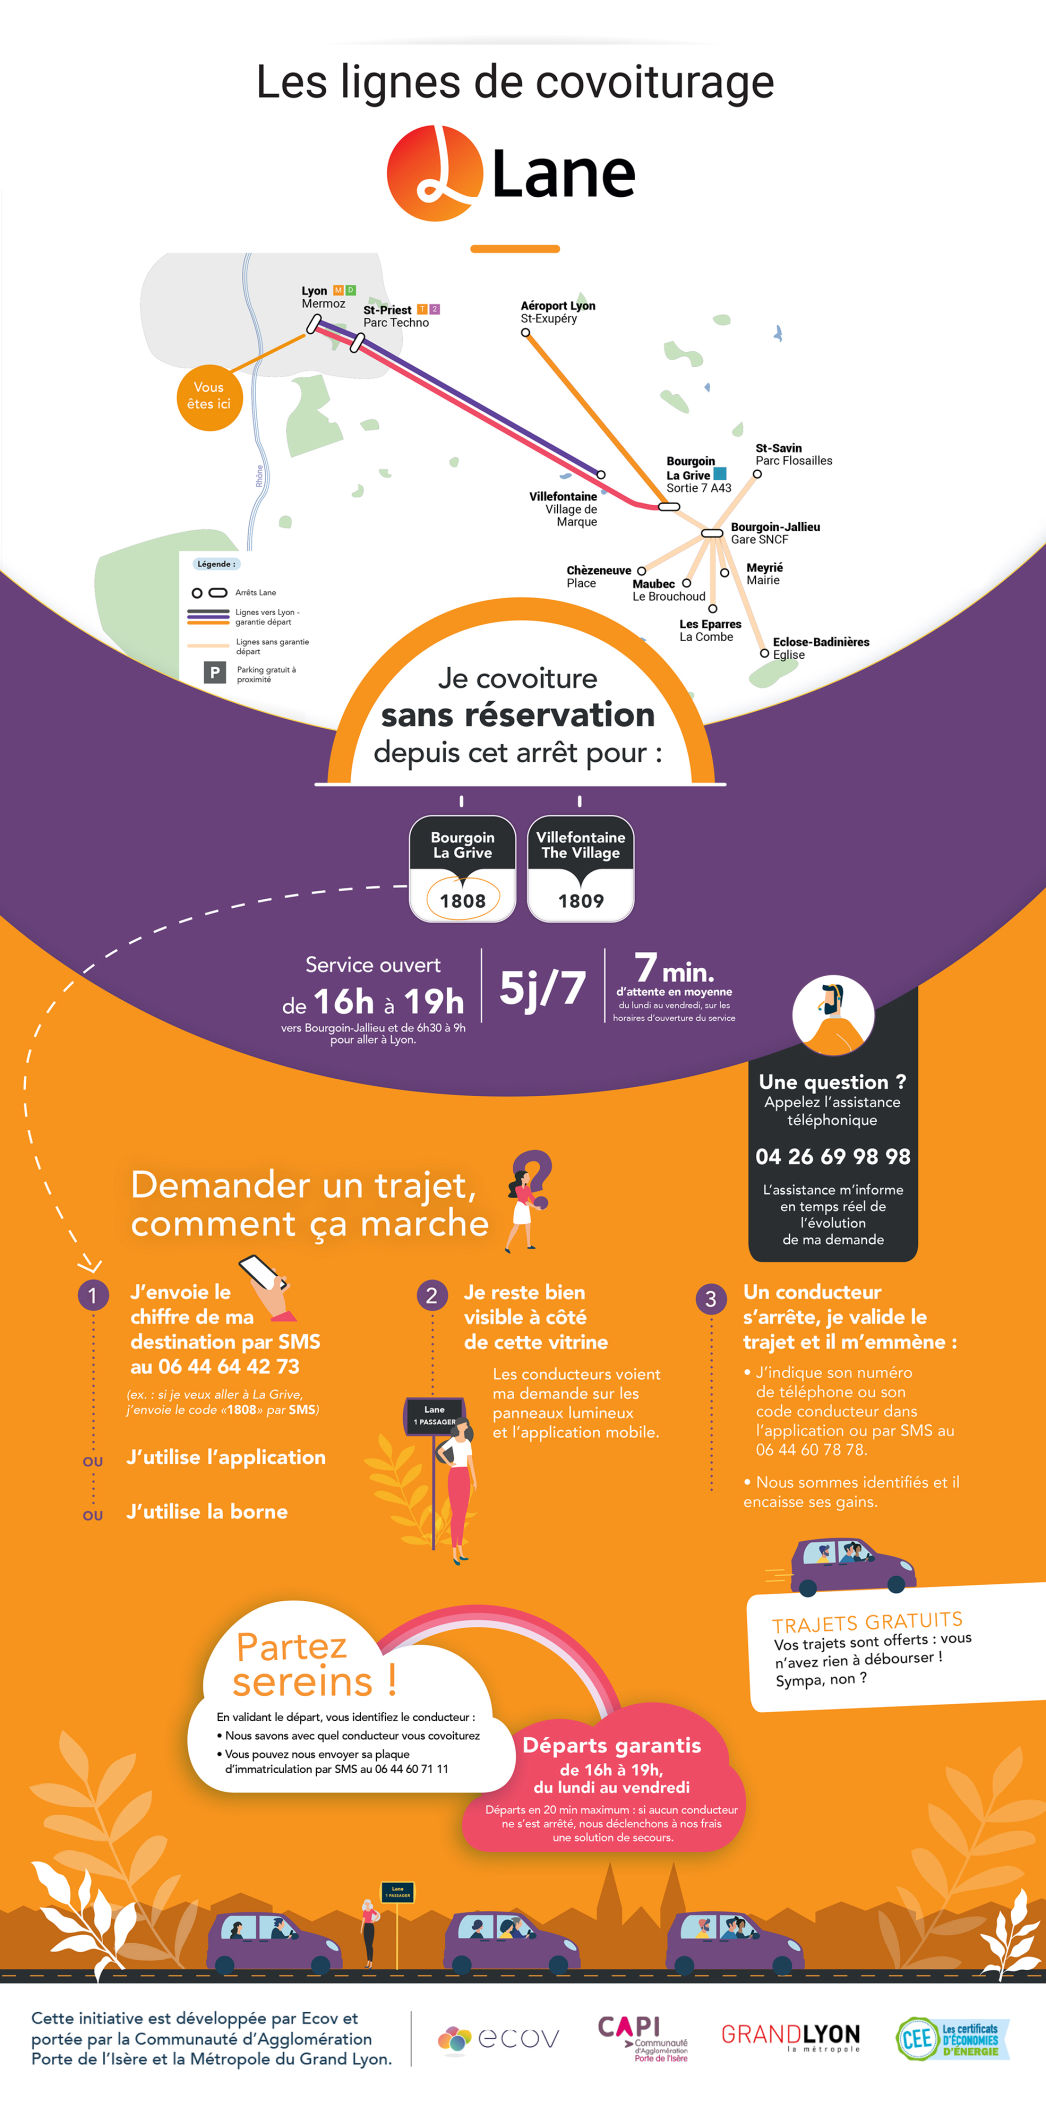 Les lignes de covoiturage
Lane
Lyon M D
Mermoz
St-Priest T 2
Parc Techno
Aéroport Lyon
St-Exupéry
Vous
êtes ici
Rhône
St-Savin
Parc Flosailles
Bourgoin
La Grive
Sortie 7 A43
Villefontaine
Village de
Marque
Bourgoin-Jallieu
Gare SNCF
Chèzeneuve
Place
Maubec
Le Brouchoud
Meyrié
Mairie
Les Eparres
La Combe
Eclose-Badinières
Eglise
Légende :
Arrêts Lane
Lignes vers Lyon -
garantie départ
Lignes sans garantie
départ
P
Parking gratuit à
proximité
Je covoiture
sans réservation
depuis cet arrêt pour :
Bourgoin
La Grive
1808
Villefontaine
The Village
1809
Service ouvert
de 16h à 19h
vers Bourgoin-Jallieu et de 6h30 à 9h
pour aller à Lyon.
5j/7
7 min.
d'attente en moyenne
du lundi au vendredi, sur les
horaires d'ouverture du service
Une question ?
Appelez l'assistance
téléphonique
04 26 69 98 98
L'assistance m'informe
en temps réel de
l'évolution
de ma demande
Demander un trajet,
comment ça marche
?
1
J'envoie le
chiffre de ma
destination par SMS
au 06 44 64 42 73
(ex. : si je veux aller à La Grive,
j'envoie le code «1808» par SMS)
OU
J'utilise l'application
OU
J'utilise la borne
2
Je reste bien
visible à côté
de cette vitrine
Les conducteurs voient
ma demande sur les
panneaux lumineux
et l'application mobile.
Lane
1 PASSAGER
3
Un conducteur
s'arrête, je valide le
trajet et il m'emmène :
• J'indique son numéro
de téléphone ou son
code conducteur dans
l'application ou par SMS au
06 44 60 78 78.
• Nous sommes identifiés et il
encaisse ses gains.
TRAJETS GRATUITS
Vos trajets sont offerts : vous
n'avez rien à débourser !
Sympa, non ?
Partez
sereins !
En validant le départ, vous identifiez le conducteur :
• Nous savons avec quel conducteur vous covoiturez
• Vous pouvez nous envoyer sa plaque
d'immatriculation par SMS au 06 44 60 71 11
Départs garantis
de 16h à 19h,
du lundi au vendredi
Départs en 20 min maximum : si aucun conducteur
ne s'est arrêté, nous déclenchons à nos frais
une solution de secours.
Lane
1 PASSAGER
Cette initiative est développée par Ecov et
portée par la Communauté d'Agglomération
Porte de l'Isère et la Métropole du Grand Lyon.
ecov
CAPI
Communauté
d'Agglomération
Porte de l'Isère
GRANDLYON
la métropole
CEE
Les certificats
D'ÉCONOMIES
D'ÉNERGIE